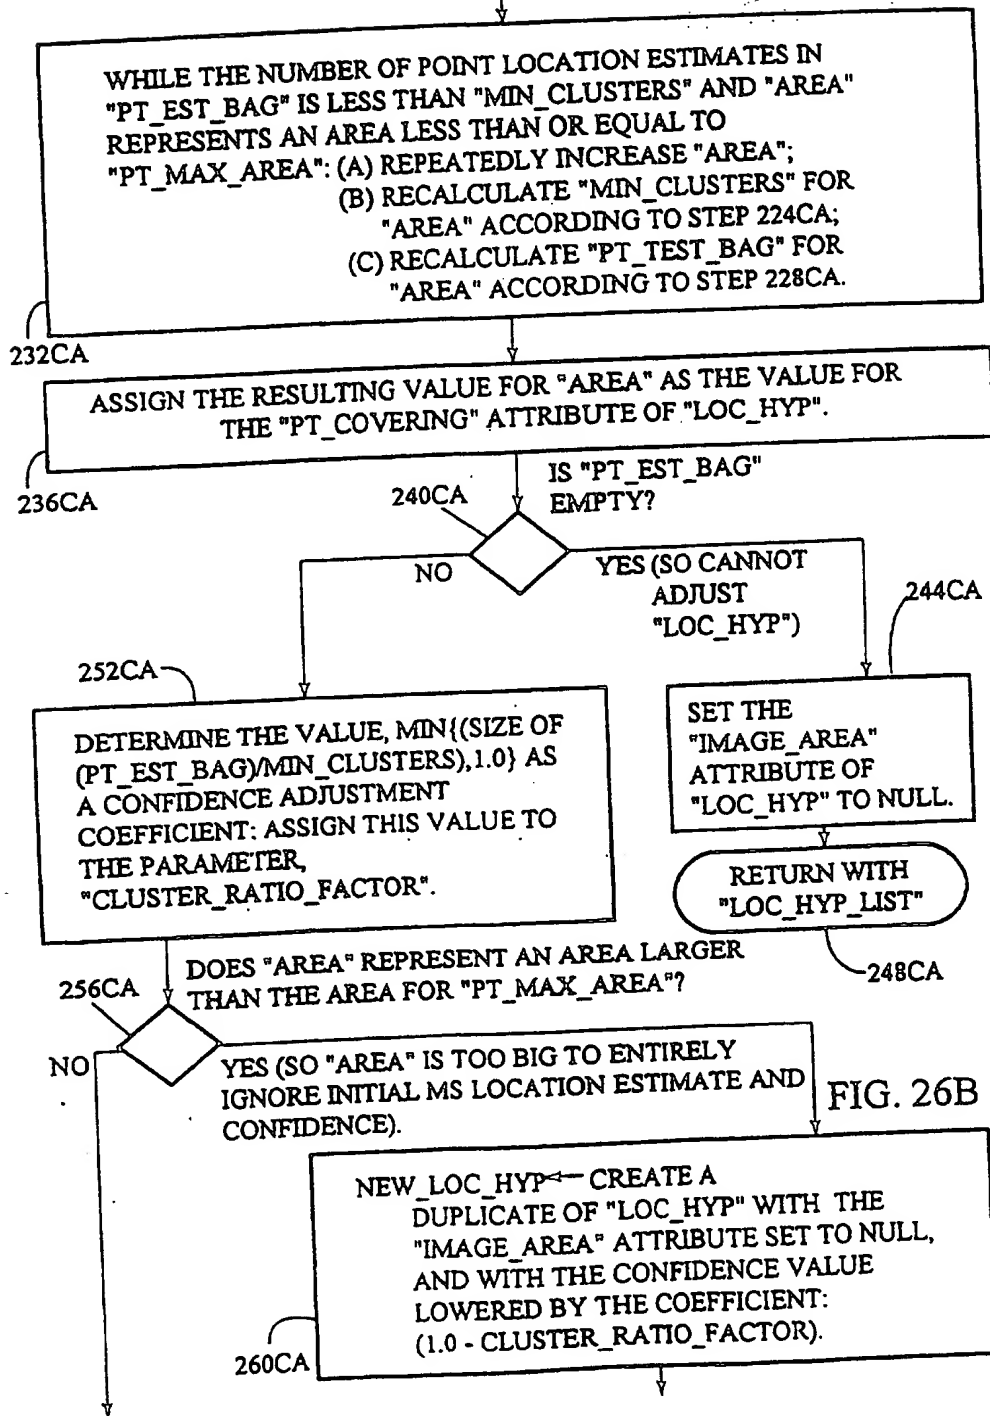 WHILE THE NUMBER OF POINT LOCATION ESTIMATES IN
"PT_EST_BAG" IS LESS THAN "MIN_CLUSTERS" AND "AREA"
REPRESENTS AN AREA LESS THAN OR EQUAL TO
"PT_MAX_AREA": (A) REPEATEDLY INCREASE "AREA";
(B) RECALCULATE "MIN_CLUSTERS" FOR
"AREA" ACCORDING TO STEP 224CA;
(C) RECALCULATE "PT_TEST_BAG" FOR
"AREA" ACCORDING TO STEP 228CA.
232CA
ASSIGN THE RESULTING VALUE FOR "AREA" AS THE VALUE FOR
THE "PT_COVERING" ATTRIBUTE OF "LOC_HYP".
236CA
IS "PT_EST_BAG"
EMPTY?
240CA
NO
YES (SO CANNOT
ADJUST
"LOC_HYP")
244CA
252CA
DETERMINE THE VALUE, MIN{(SIZE OF
(PT_EST_BAG)/MIN_CLUSTERS),1.0} AS
A CONFIDENCE ADJUSTMENT
COEFFICIENT: ASSIGN THIS VALUE TO
THE PARAMETER,
"CLUSTER_RATIO_FACTOR".
SET THE
"IMAGE_AREA"
ATTRIBUTE OF
"LOC_HYP" TO NULL.
RETURN WITH
"LOC_HYP_LIST"
248CA
DOES "AREA" REPRESENT AN AREA LARGER
THAN THE AREA FOR "PT_MAX_AREA"?
256CA
NO
YES (SO "AREA" IS TOO BIG TO ENTIRELY
IGNORE INITIAL MS LOCATION ESTIMATE AND
CONFIDENCE).
FIG. 26B
NEW_LOC_HYP← CREATE A
DUPLICATE OF "LOC_HYP" WITH THE
"IMAGE_AREA" ATTRIBUTE SET TO NULL,
AND WITH THE CONFIDENCE VALUE
LOWERED BY THE COEFFICIENT:
(1.0 - CLUSTER_RATIO_FACTOR).
260CA